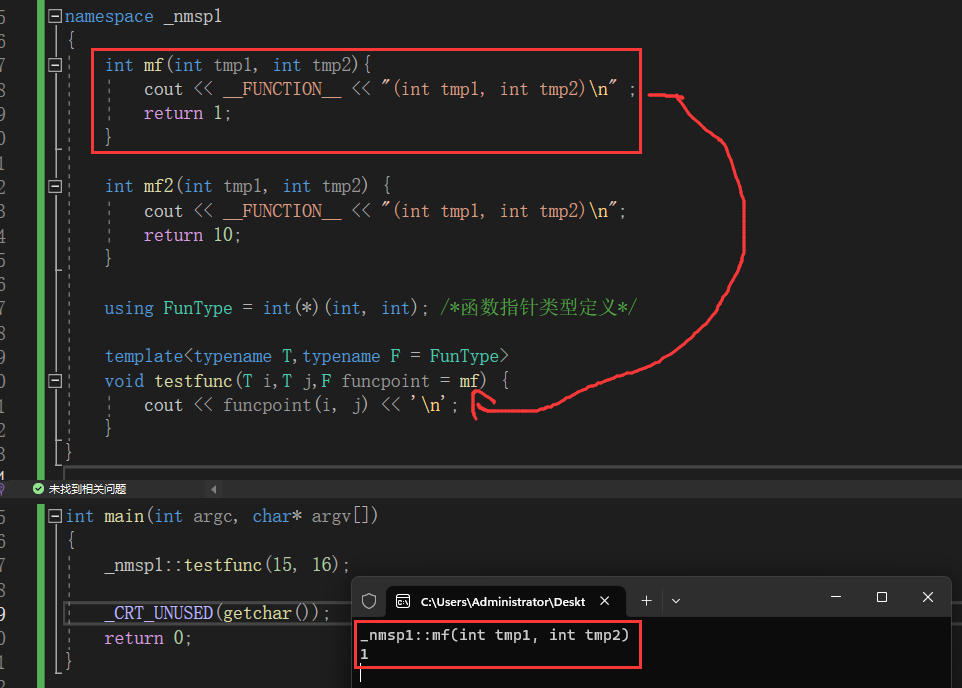 namespace _nmsp1
{
int mf(int tmp1, int tmp2){
cout << __FUNCTION__ << "(int tmp1, int tmp2)\n" ;
return 1;
}
int mf2(int tmp1, int tmp2) {
cout << __FUNCTION__ << "(int tmp1, int tmp2)\n";
return 10;
}
using FunType = int(*)(int, int); /*函数指针类型定义*/
template<typename T,typename F = FunType>
void testfunc(T i,T j,F funcpoint = mf) {
cout << funcpoint(i, j) << '\n';
}
}
未找到相关问题
int main(int argc, char* argv[])
{
_nmsp1::testfunc(15, 16);
_CRT_UNUSED(getchar());
return 0;
}
C:\Users\Administrator\Deskt
_nmsp1::mf(int tmp1, int tmp2)
1